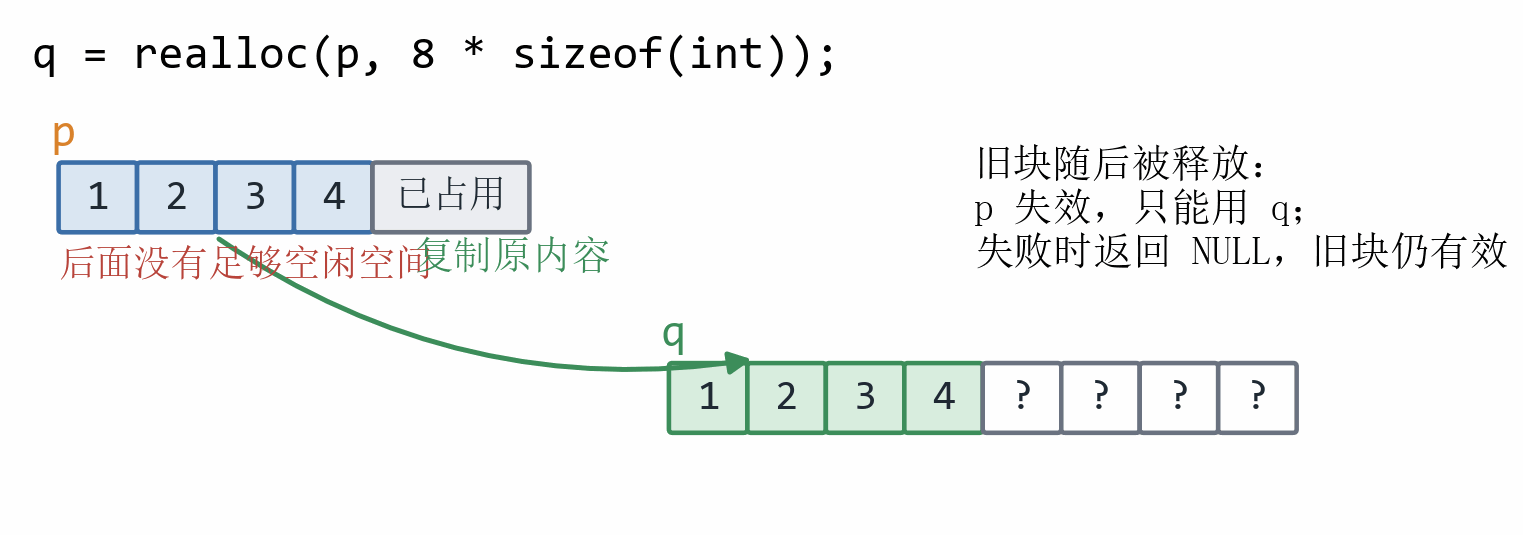 q = realloc(p, 8 * sizeof(int));
p
1 2 3 4 已占用
后面没有足够空闲空间
复制原内容
旧块随后被释放:
p 失效, 只能用 q;
失败时返回 NULL, 旧块仍有效
q
1 2 3 4 ? ? ? ?